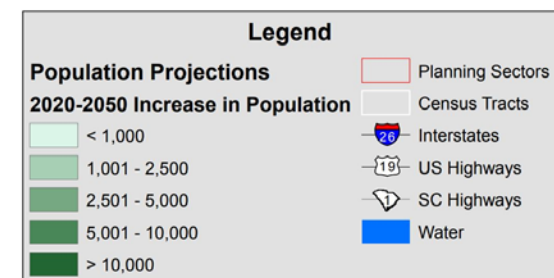 Legend
Population Projections
2020-2050 Increase in Population
< 1,000
1,001 - 2,500
2,501 - 5,000
5,001 - 10,000
> 10,000
Planning Sectors
Census Tracts
26 Interstates
19 US Highways
1 SC Highways
Water